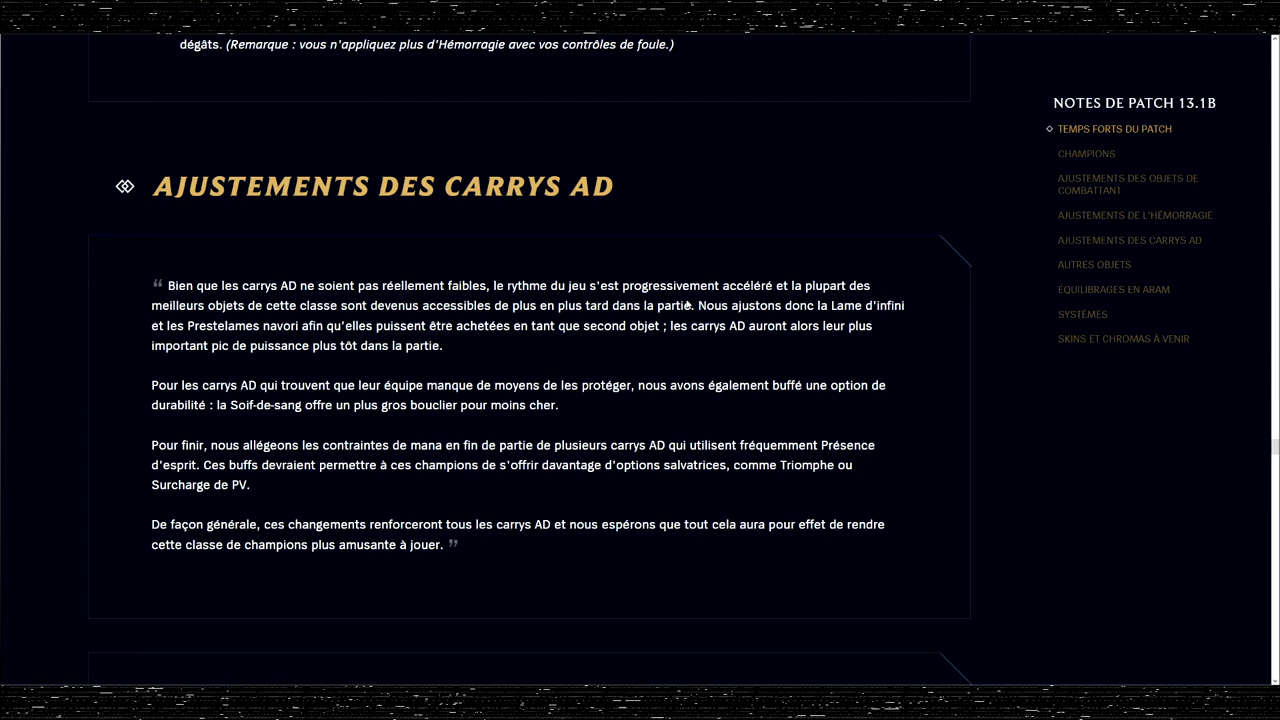 dégâts. (Remarque : vous n'appliquez plus d'Hémorragie avec vos contrôles de foule.)
AJUSTEMENTS DES CARRYS AD
“ Bien que les carrys AD ne soient pas réellement faibles, le rythme du jeu s'est progressivement accéléré et la plupart des
meilleurs objets de cette classe sont devenus accessibles de plus en plus tard dans la partie. Nous ajustons donc la Lame d'infini
et les Prestelames navori afin qu'elles puissent être achetées en tant que second objet ; les carrys AD auront alors leur plus
important pic de puissance plus tôt dans la partie.
Pour les carrys AD qui trouvent que leur équipe manque de moyens de les protéger, nous avons également buffé une option de
durabilité : la Soif-de-sang offre un plus gros bouclier pour moins cher.
Pour finir, nous allégeons les contraintes de mana en fin de partie de plusieurs carrys AD qui utilisent fréquemment Présence
d'esprit. Ces buffs devraient permettre à ces champions de s'offrir davantage d'options salvatrices, comme Triomphe ou
Surcharge de PV.
De façon générale, ces changements renforceront tous les carrys AD et nous espérons que tout cela aura pour effet de rendre
cette classe de champions plus amusante à jouer. ”
NOTES DE PATCH 13.1B
TEMPS FORTS DU PATCH
CHAMPIONS
AJUSTEMENTS DES OBJETS DE
COMBATTANT
AJUSTEMENTS DE L'HÉMORRAGIE
AJUSTEMENTS DES CARRYS AD
AUTRES OBJETS
ÉQUILIBRAGES EN ARAM
SYSTÈMES
SKINS ET CHROMAS À VENIR